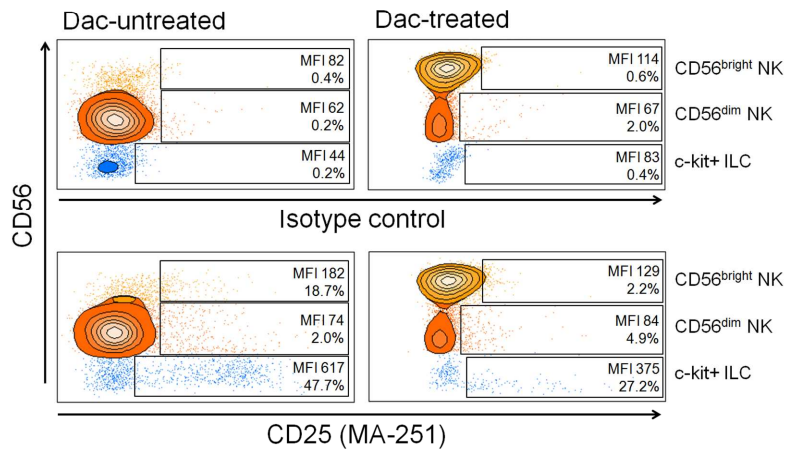 Dac-untreated
Dac-treated
MFI 82
0.4%
MFI 62
0.2%
MFI 44
0.2%
MFI 114
0.6%
MFI 67
2.0%
MFI 83
0.4%
CD56bright NK
CD56dim NK
c-kit+ ILC
CD56
Isotype control
MFI 182
18.7%
MFI 74
2.0%
MFI 617
47.7%
MFI 129
2.2%
MFI 84
4.9%
MFI 375
27.2%
CD56bright NK
CD56dim NK
c-kit+ ILC
CD25 (MA-251)